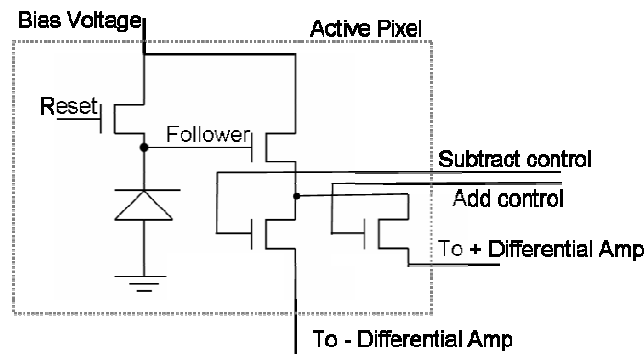 Bias Voltage
Active Pixel
Reset
Follower
Subtract control
Add control
To + Differential Amp
To - Differential Amp